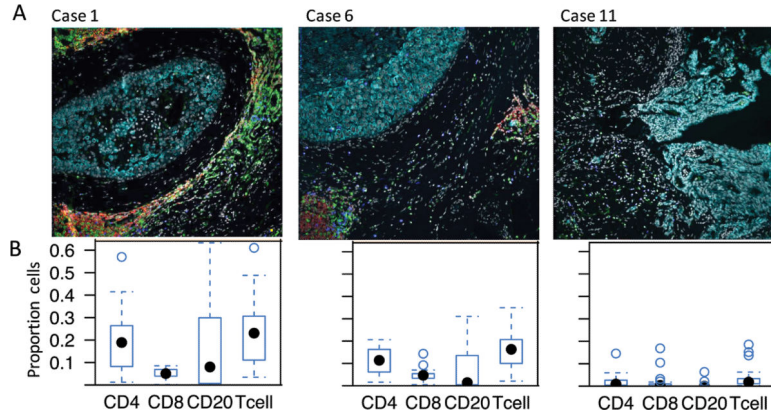 A
Case 1
Case 6
Case 11
B
Proportion cells
0.6
0.5
0.4
0.3
0.2
0.1
CD4 CD8 CD20 Tcell
CD4 CD8 CD20 Tcell
CD4 CD8 CD20 Tcell